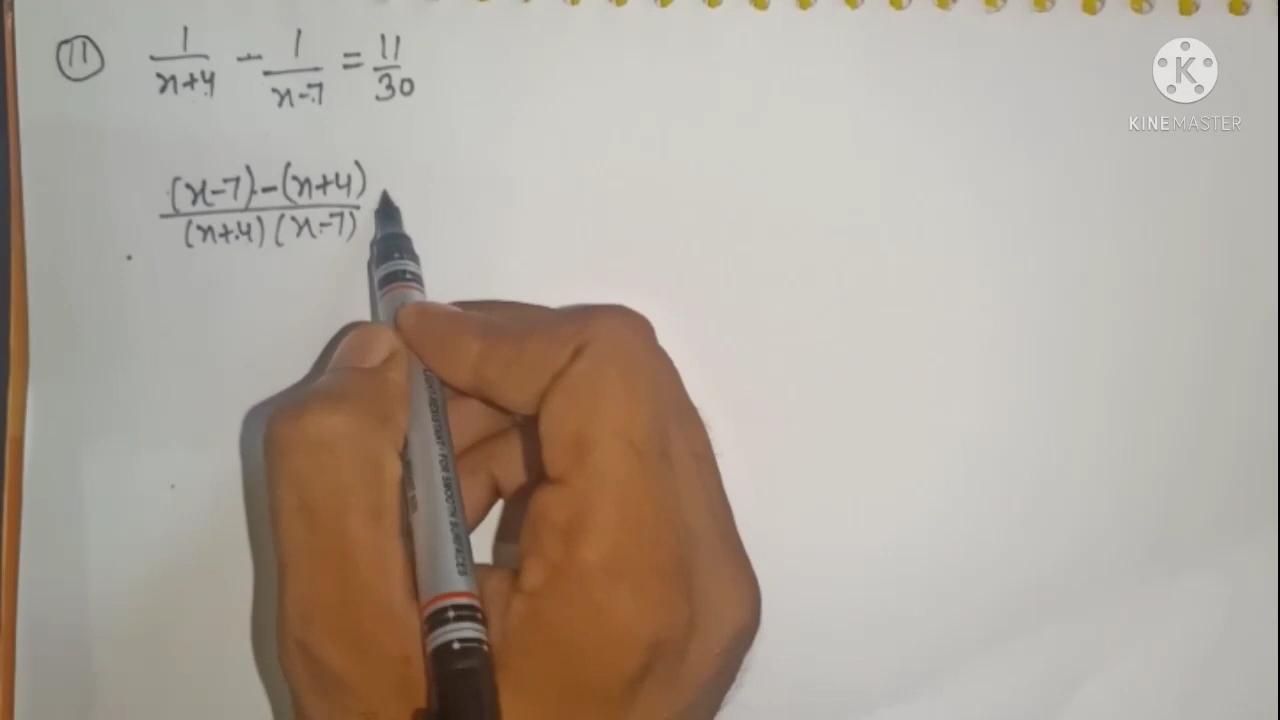 (11) 1/(x+4) - 1/(x-7) = 11/30
KINEMASTER
((x-7)-(x+4))/((x+4)(x-7))